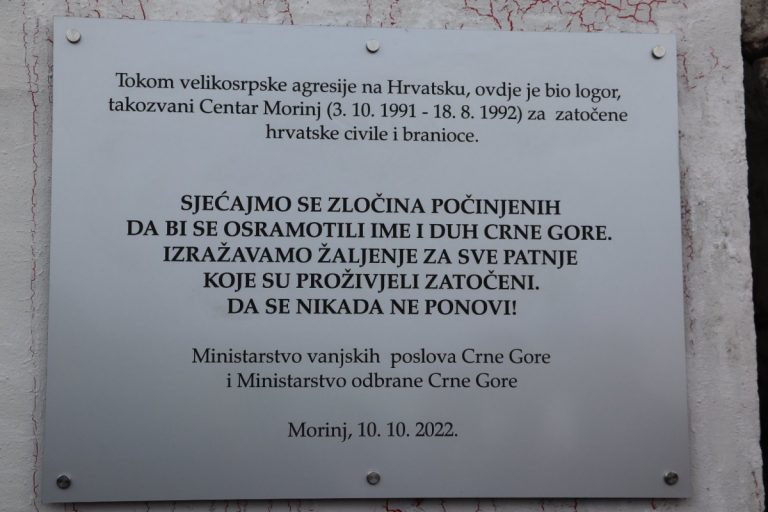 Tokom velikosrpske agresije na Hrvatsku, ovdje je bio logor,
takozvani Centar Morinj (3. 10. 1991 - 18. 8. 1992) za zatočene
hrvatske civile i branioce.
SJEĆAJMO SE ZLOČINA POČINJENIH
DA BI SE OSRAMOTILI IME I DUH CRNE GORE.
IZRAŽAVAMO ŽALJENJE ZA SVE PATNJE
KOJE SU PROŽIVJELI ZATOČENI.
DA SE NIKADA NE PONOVI!
Ministarstvo vanjskih poslova Crne Gore
i Ministarstvo odbrane Crne Gore
Morinj, 10. 10. 2022.